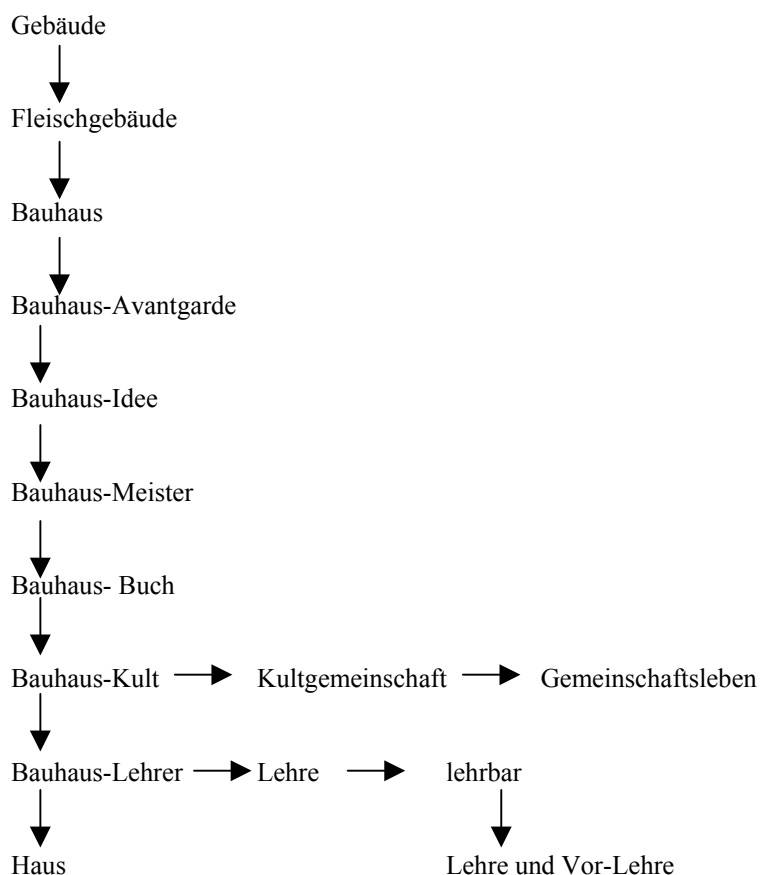 Gebäude
Fleischgebäude
Bauhaus
Bauhaus-Avantgarde
Bauhaus-Idee
Bauhaus-Meister
Bauhaus- Buch
Bauhaus-Kult Kultgemeinschaft Gemeinschaftsleben
Bauhaus-Lehrer Lehre lehrbar
Haus Lehre und Vor-Lehre